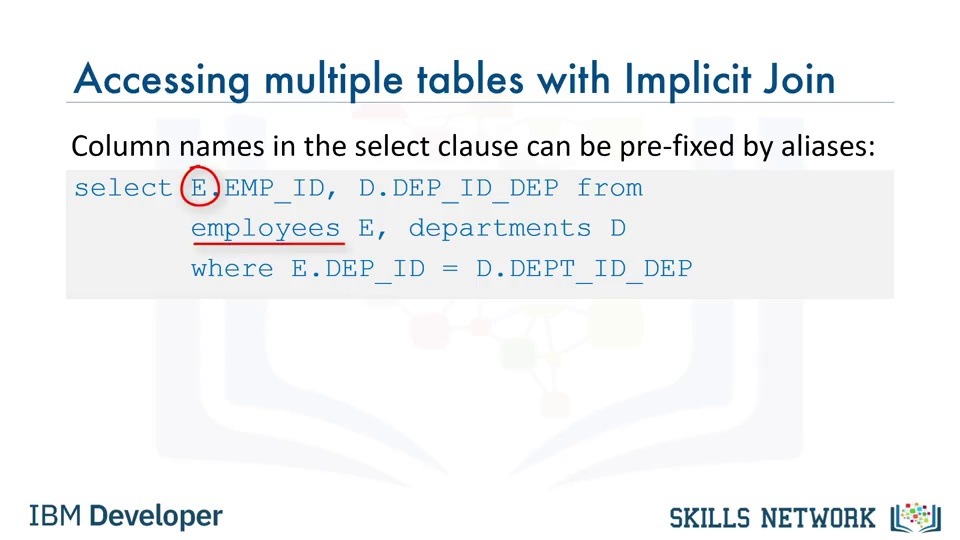 Accessing multiple tables with Implicit Join
Column names in the select clause can be pre-fixed by aliases:
select E.EMP_ID, D.DEP_ID_DEP from
employees E, departments D
where E.DEP_ID = D.DEPT_ID_DEP
IBM Developer
SKILLS NETWORK